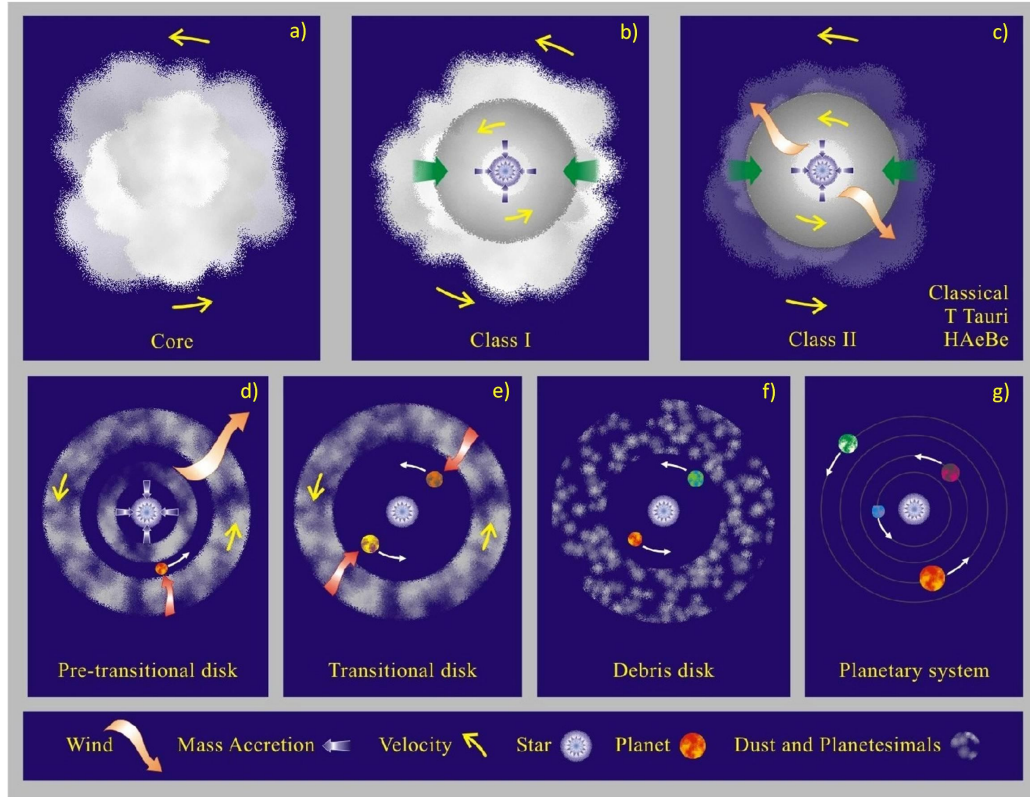 a)
Core
b)
Class I
c)
Classical
T Tauri
HAeBe
Class II
d)
Pre-transitional disk
e)
Transitional disk
f)
Debris disk
g)
Planetary system
Wind Mass Accretion Velocity Star Planet Dust and Planetesimals